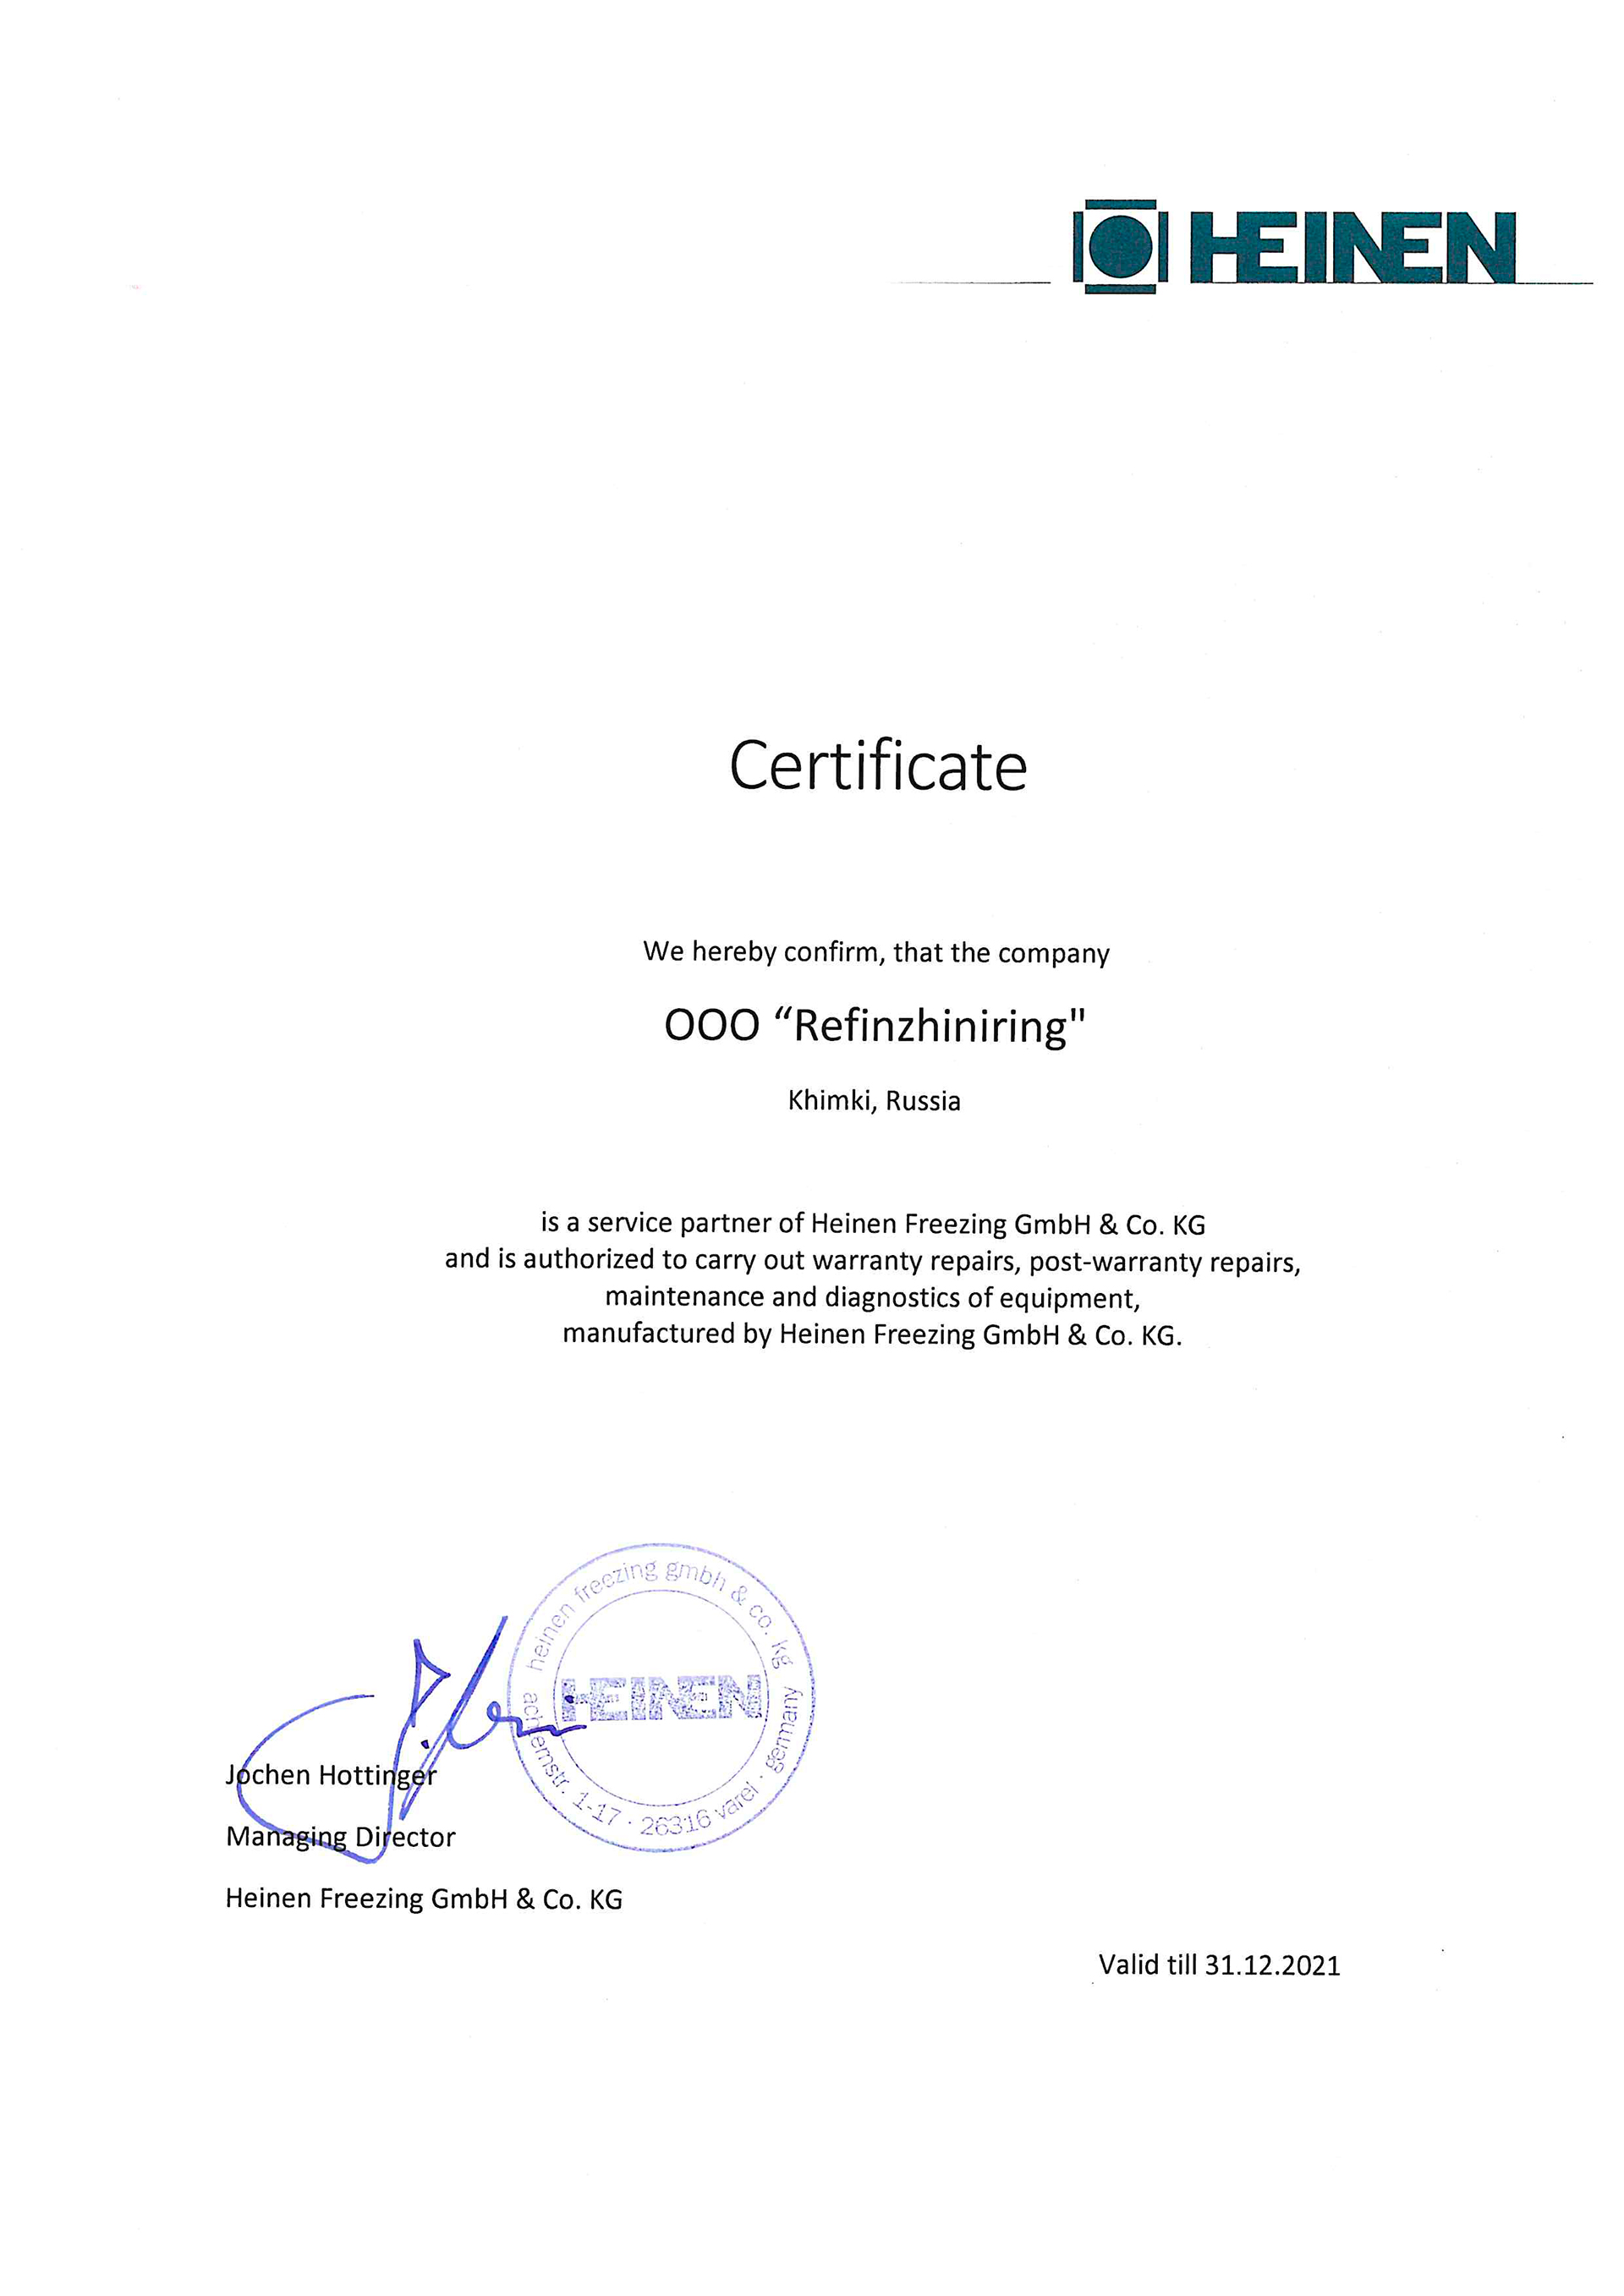 HEINEN
Certificate
We hereby confirm, that the company
OOO “Refinzhiniring"
Khimki, Russia
is a service partner of Heinen Freezing GmbH & Co. KG
and is authorized to carry out warranty repairs, post-warranty repairs,
maintenance and diagnostics of equipment,
manufactured by Heinen Freezing GmbH & Co. KG.
heinen freezing gmbh & co. kg
HEINEN
achternstr. 1-17 · 26316 varel · germany
Jochen Hottinger
Managing Director
Heinen Freezing GmbH & Co. KG
Valid till 31.12.2021